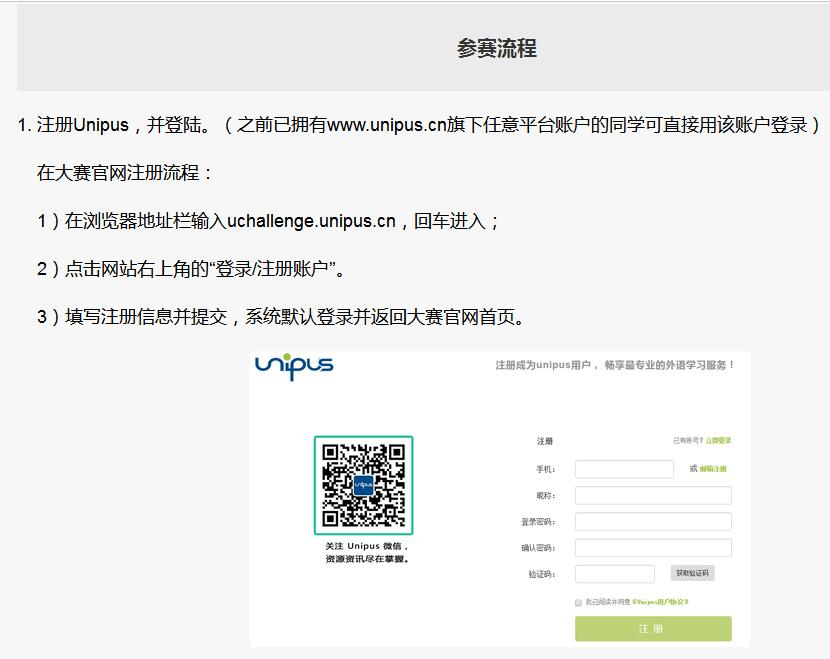 参赛流程
1. 注册Unipus，并登陆。（之前已拥有www.unipus.cn旗下任意平台账户的同学可直接用该账户登录）
在大赛官网注册流程：
1）在浏览器地址栏输入uchallenge.unipus.cn，回车进入；
2）点击网站右上角的“登录/注册账户”。
3）填写注册信息并提交，系统默认登录并返回大赛官网首页。
unipus
注册成为unipus用户， 畅享最专业的外语学习服务！
注册
已有账号？立即登录
手机：
或 邮箱注册
昵称：
登录密码：
确认密码：
验证码：
获取验证码
我已阅读并同意《Unipus用户协议》
注 册
unipus
关注 Unipus 微信，
资源资讯尽在掌握。